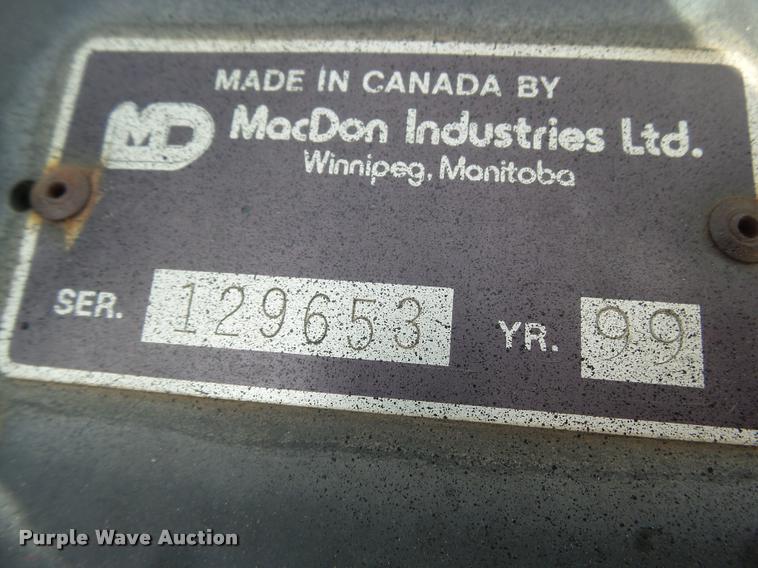 MADE IN CANADA BY
MD MacDon Industries Ltd.
Winnipeg, Manitoba
SER. 129653 YR. 99
Purple Wave Auction